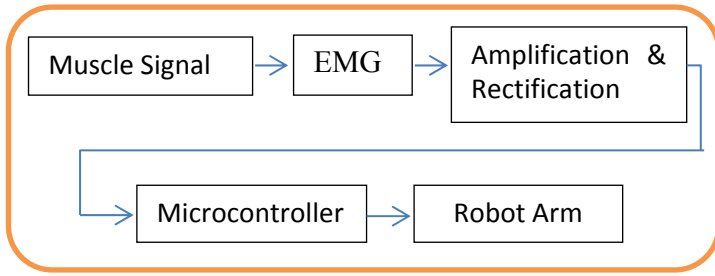 Muscle Signal
EMG
Amplification &
Rectification
Microcontroller
Robot Arm